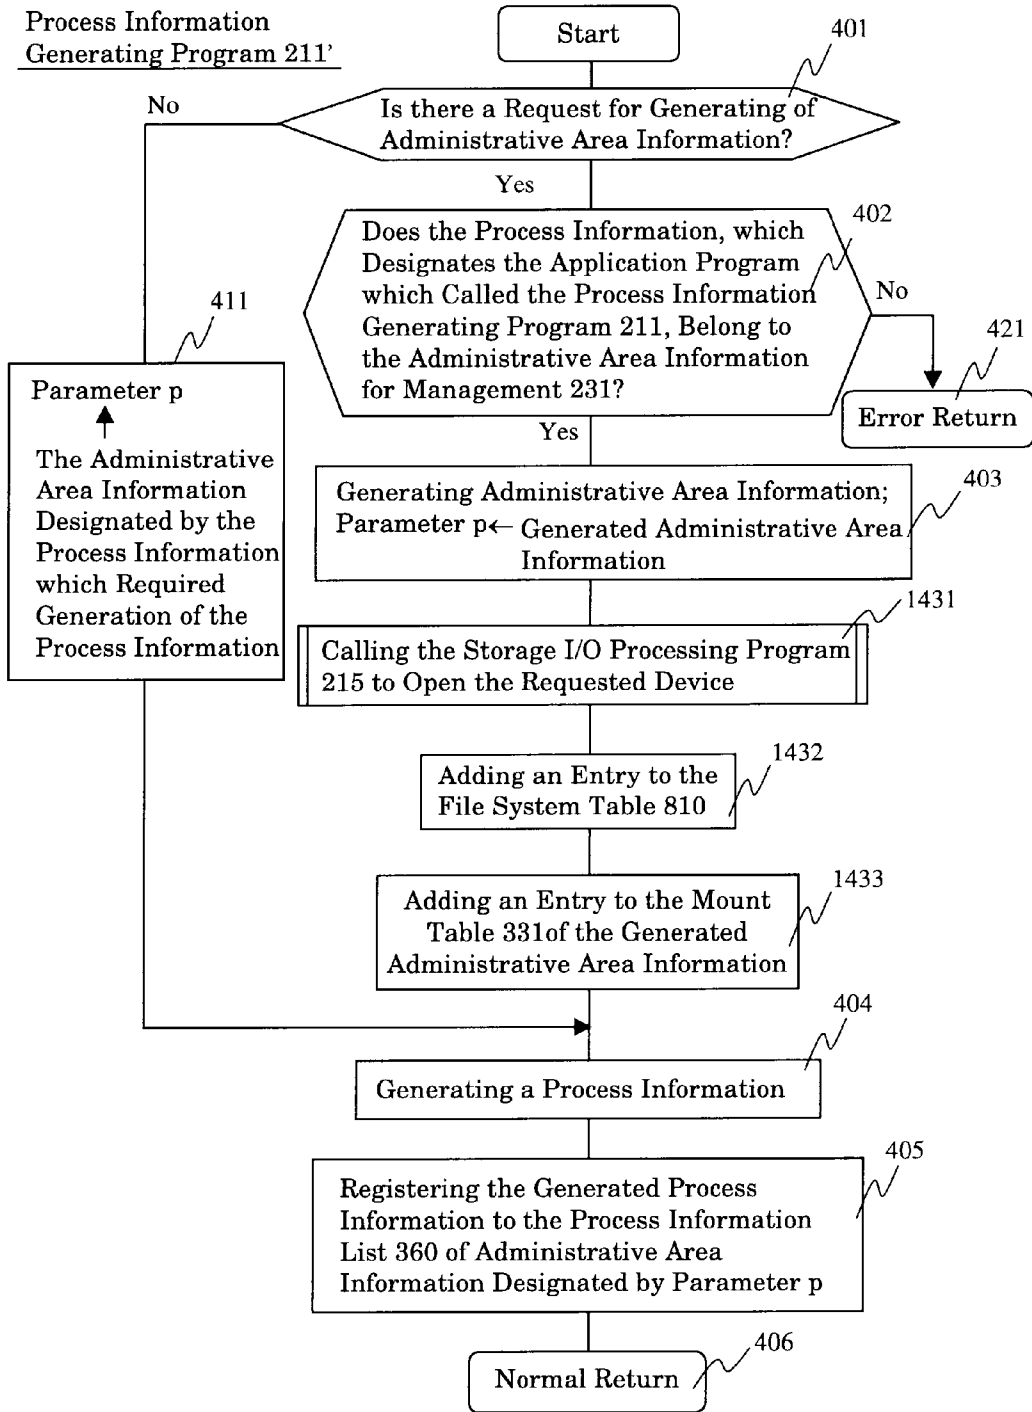 Process Information
Generating Program 211’
Start
401
No
Is there a Request for Generating of
Administrative Area Information?
Yes
402
Does the Process Information, which
Designates the Application Program
which Called the Process Information
Generating Program 211, Belong to
the Administrative Area Information
for Management 231?
No
421
Error Return
Yes
411
Parameter p
The Administrative
Area Information
Designated by the
Process Information
which Required
Generation of the
Process Information
403
Generating Administrative Area Information;
Parameter p← Generated Administrative Area
Information
1431
Calling the Storage I/O Processing Program
215 to Open the Requested Device
1432
Adding an Entry to the
File System Table 810
1433
Adding an Entry to the Mount
Table 331of the Generated
Administrative Area Information
404
Generating a Process Information
405
Registering the Generated Process
Information to the Process Information
List 360 of Administrative Area
Information Designated by Parameter p
406
Normal Return